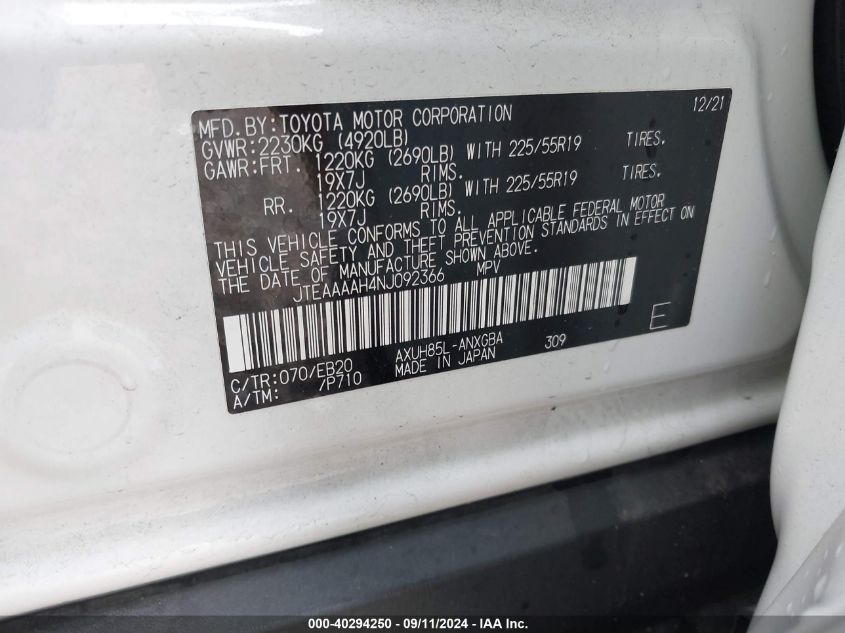 MFD.BY:TOYOTA MOTOR CORPORATION 12/21
GVWR:2230KG (4920LB)
GAWR:FRT. 1220KG (2690LB) WITH 225/55R19 TIRES.
19X7J RIMS.
RR. 1220KG (2690LB) WITH 225/55R19 TIRES.
19X7J RIMS.
THIS VEHICLE CONFORMS TO ALL APPLICABLE FEDERAL MOTOR
VEHICLE SAFETY AND THEFT PREVENTION STANDARDS IN EFFECT ON
THE DATE OF MANUFACTURE SHOWN ABOVE.
JTEAAAAH4NJ092366 MPV
E
C/TR:070/EB20 AXUH85L-ANXGBA 309
A/TM: /P710 MADE IN JAPAN
000-40294250 - 09/11/2024 - IAA Inc.